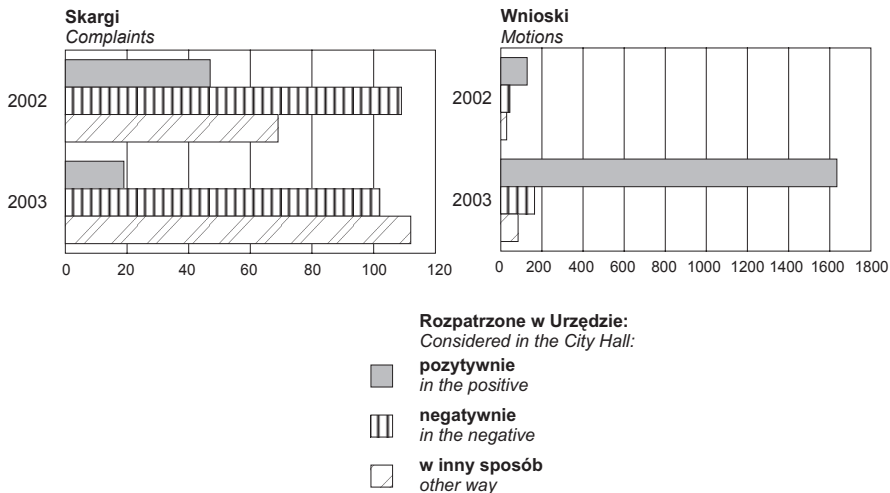 Skargi
Complaints
2002
2003
0 20 40 60 80 100 120
Wnioski
Motions
2002
2003
0 200 400 600 800 1000 1200 1400 1600 1800
Rozpatrzone w Urzędzie:
Considered in the City Hall:
pozytywnie
in the positive
negatywnie
in the negative
w inny sposób
other way